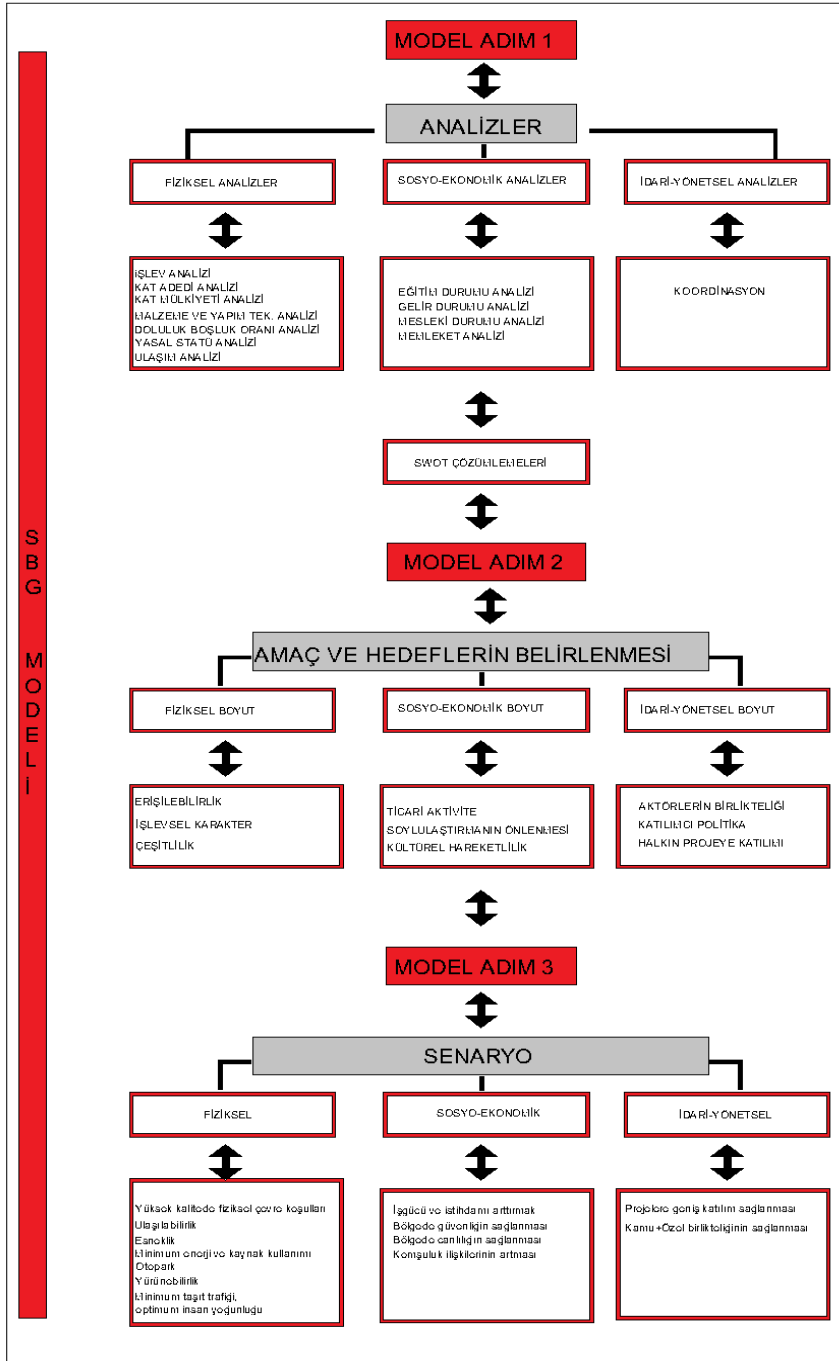 SBG MODELİ
MODEL ADIM 1
ANALİZLER
FİZİKSEL ANALİZLER
SOSYO-EKONOMİK ANALİZLER
İDARİ-YÖNETSEL ANALİZLER
İŞLEV ANALİZİ
KAT ADEDİ ANALİZİ
KAT MÜLKİYETİ ANALİZİ
MALZEME VE YAPIM TEK. ANALİZİ
DOLULUK BOŞLUK ORANI ANALİZİ
YASAL STATÜ ANALİZİ
ULAŞIM ANALİZİ
EĞİTİM DURUMU ANALİZİ
GELİR DURUMU ANALİZİ
MESLEKİ DURUMU ANALİZİ
MEMLEKET ANALİZİ
KOORDİNASYON
SWOT ÇÖZÜMLEMELERİ
MODEL ADIM 2
AMAÇ VE HEDEFLERİN BELİRLENMESİ
FİZİKSEL BOYUT
SOSYO-EKONOMİK BOYUT
İDARİ-YÖNETSEL BOYUT
ERİŞİLEBİLİRLİK
İŞLEVSEL KARAKTER
ÇEŞİTLİLİK
TİCARİ AKTİVİTE
SOYLULAŞTIRMANIN ÖNLENMESİ
KÜLTÜREL HAREKETLİLİK
AKTÖRLERİN BİRLİKTELİĞİ
KATILIMCI POLİTİKA
HALKIN PROJEYE KATILIMI
MODEL ADIM 3
SENARYO
FİZİKSEL
SOSYO-EKONOMİK
İDARİ-YÖNETSEL
Yüksek kalitede fiziksel çevre koşulları
Ulaşılabilirlik
Esneklik
Minimum enerji ve kaynak kullanımı
Otopark
Yürünebilirlik
Minimum taşıt trafiği,
optimum insan yoğunluğu
İşgücü ve istihdamı arttırmak
Bölgede güvenliğin sağlanması
Bölgede canlılığın sağlanması
Komşuluk ilişkilerinin artması
Projelere geniş katılım sağlanması
Kamu+Özel birlikteliğinin sağlanması